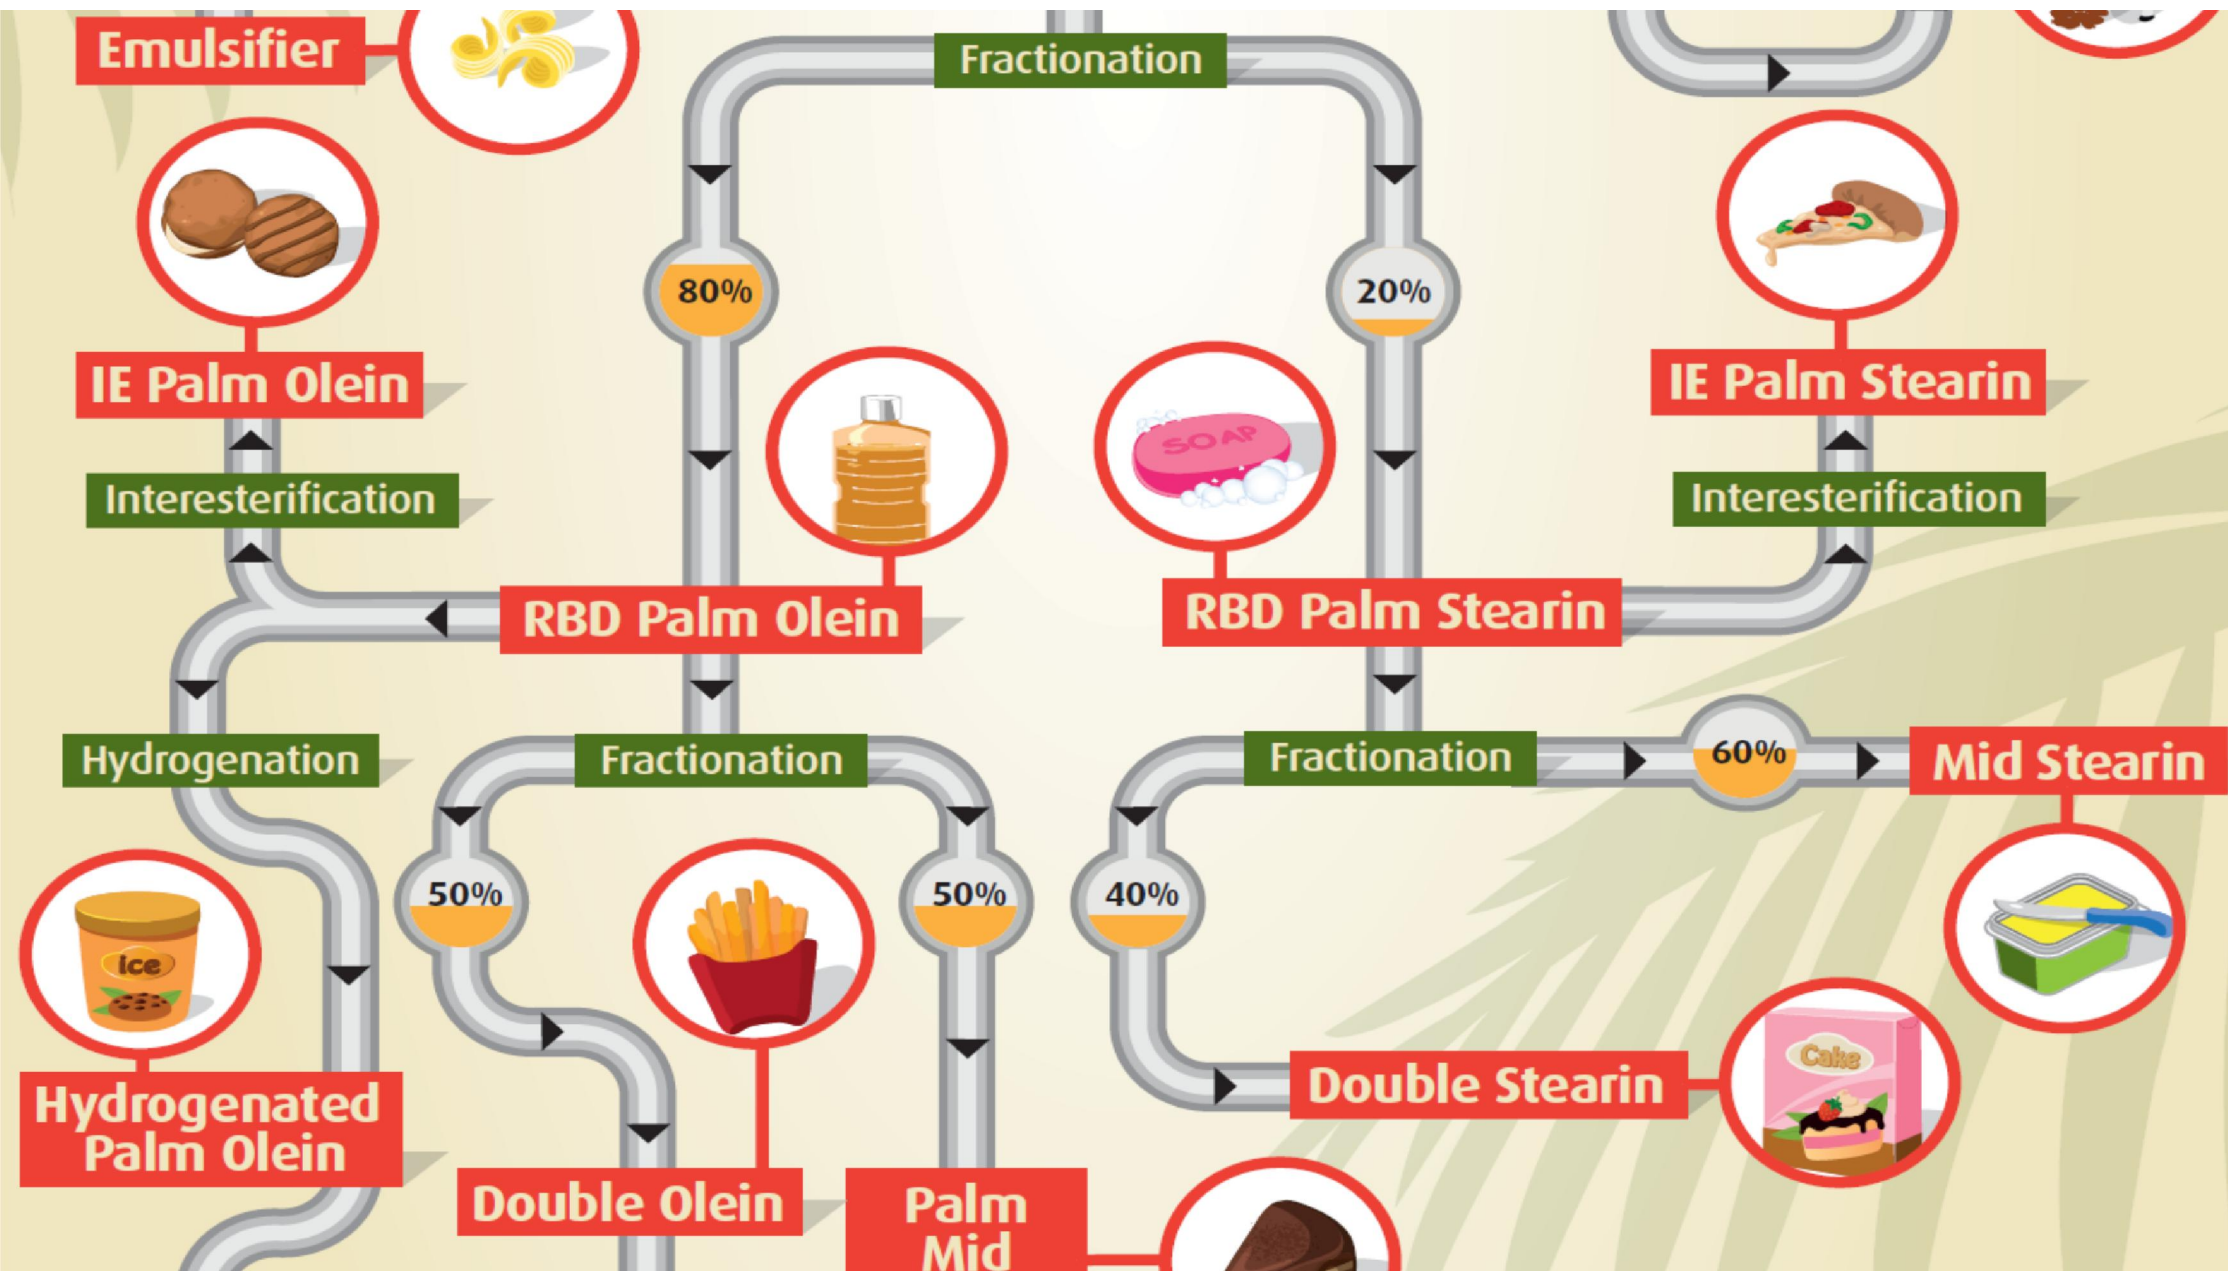 Emulsifier
Fractionation
80%
20%
IE Palm Olein
IE Palm Stearin
SOAP
Interesterification
Interesterification
RBD Palm Olein
RBD Palm Stearin
Hydrogenation
Fractionation
Fractionation
60%
Mid Stearin
50%
50%
40%
ice
Cake
Double Stearin
Hydrogenated
Palm Olein
Double Olein
Palm
Mid